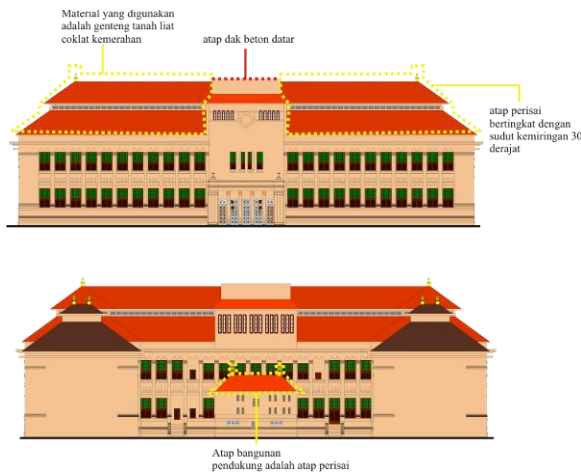 Material yang digunakan
adalah genteng tanah liat
coklat kemerahan
atap dak beton datar
atap perisai
bertingkat dengan
sudut kemiringan 30
derajat
Atap bangunan
pendukung adalah atap perisai